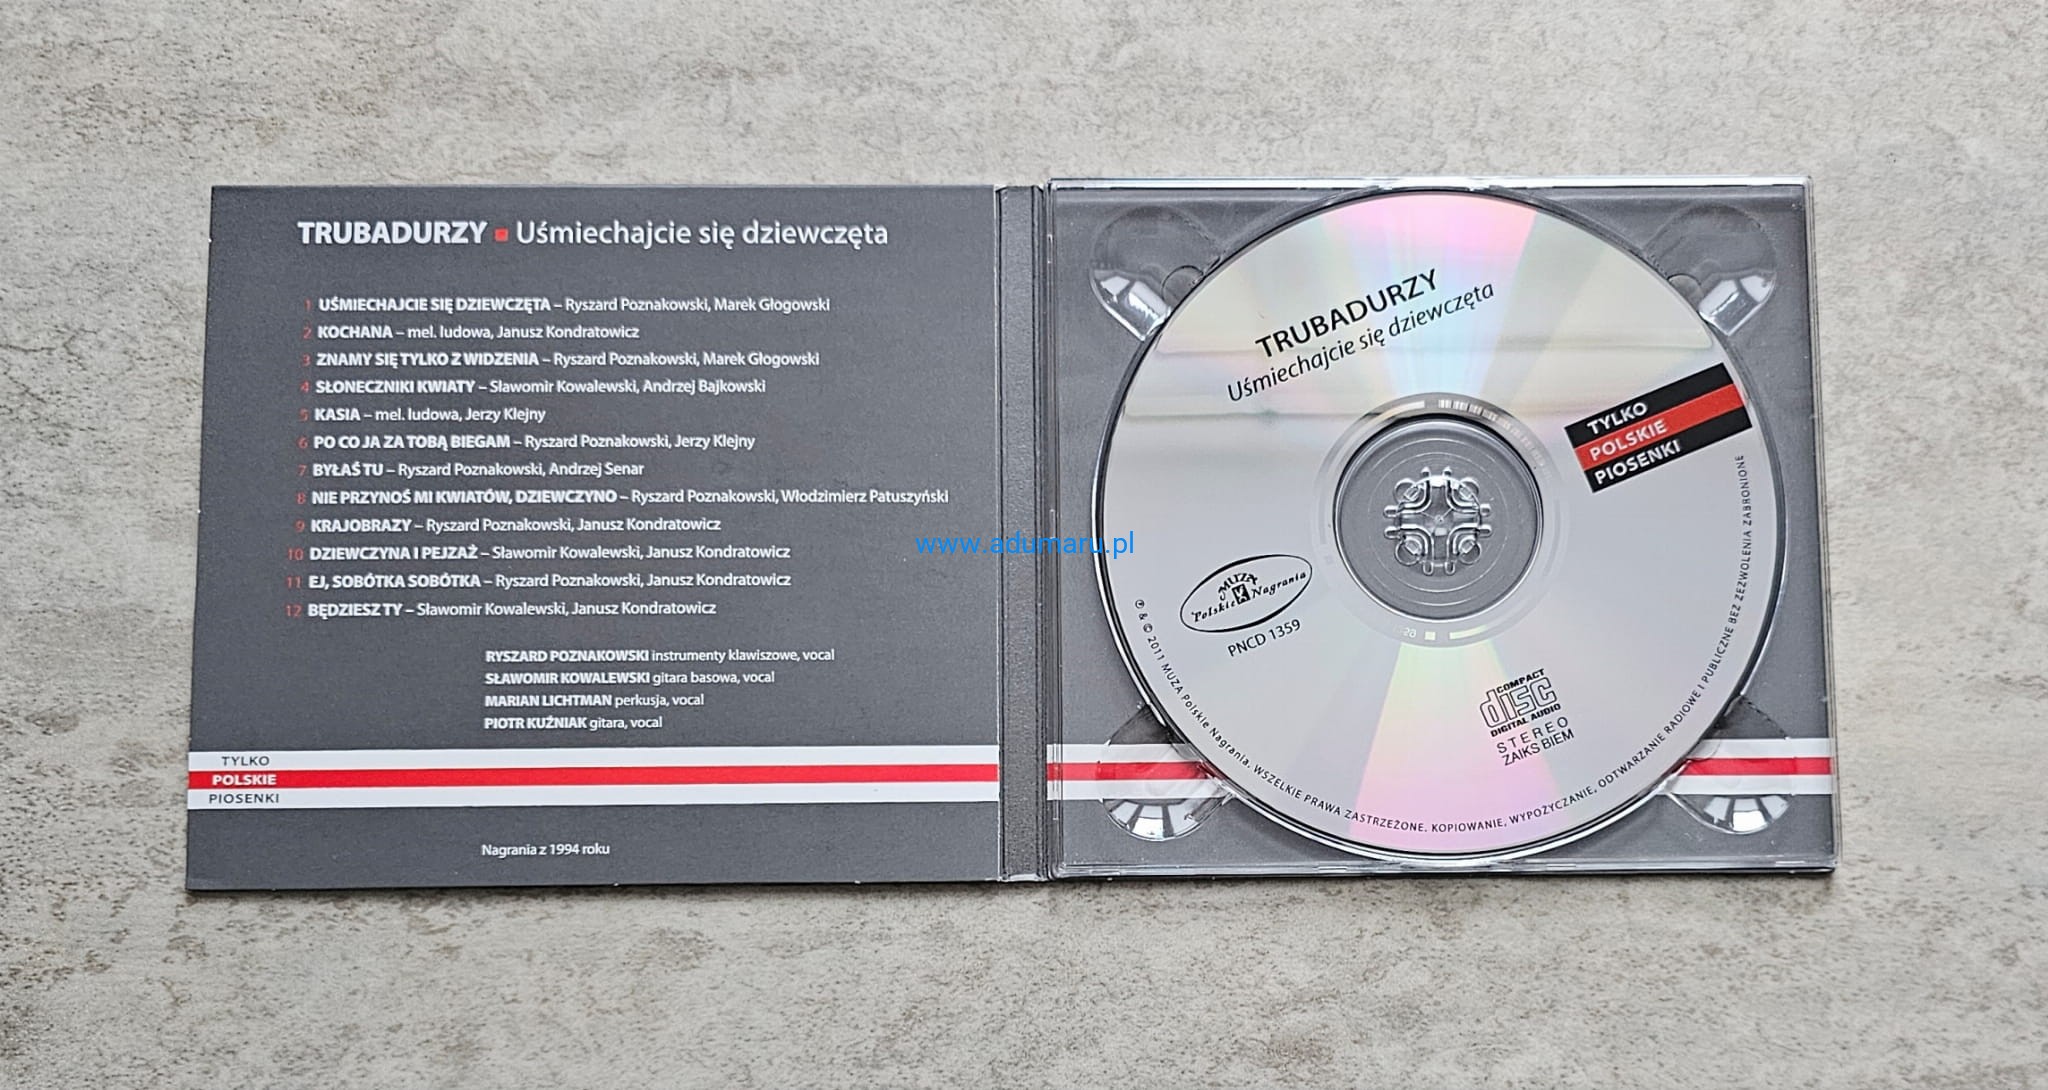 TRUBADURZY ▪ Uśmiechajcie się dziewczęta
1 UŚMIECHAJCIE SIĘ DZIEWCZĘTA – Ryszard Poznakowski, Marek Głogowski
2 KOCHANA – mel. ludowa, Janusz Kondratowicz
3 ZNAMY SIĘ TYLKO Z WIDZENIA – Ryszard Poznakowski, Marek Głogowski
4 SŁONECZNIKI KWIATY – Sławomir Kowalewski, Andrzej Bajkowski
5 KASIA – mel. ludowa, Jerzy Klejny
6 PO CO JA ZA TOBĄ BIEGAM – Ryszard Poznakowski, Jerzy Klejny
7 BYŁAŚ TU – Ryszard Poznakowski, Andrzej Senar
8 NIE PRZYNOŚ MI KWIATÓW, DZIEWCZYNO – Ryszard Poznakowski, Włodzimierz Patuszyński
9 KRAJOBRAZY – Ryszard Poznakowski, Janusz Kondratowicz
10 DZIEWCZYNA I PEJZAŻ – Sławomir Kowalewski, Janusz Kondratowicz
11 EJ, SOBÓTKA SOBÓTKA – Ryszard Poznakowski, Janusz Kondratowicz
12 BĘDZIESZ TY – Sławomir Kowalewski, Janusz Kondratowicz
RYSZARD POZNAKOWSKI instrumenty klawiszowe, vocal
SŁAWOMIR KOWALEWSKI gitara basowa, vocal
MARIAN LICHTMAN perkusja, vocal
PIOTR KUŹNIAK gitara, vocal
TYLKO
POLSKIE
PIOSENKI
Nagrania z 1994 roku
www.adumaru.pl
TRUBADURZY
Uśmiechajcie się dziewczęta
TYLKO
POLSKIE
PIOSENKI
MUZA
Polskie Nagrania
PNCD 1359
COMPACT
disc
DIGITAL AUDIO
STEREO
ZAIKS BIEM
℗ & © 2011 MUZA Polskie Nagrania. WSZELKIE PRAWA ZASTRZEŻONE. KOPIOWANIE, WYPOŻYCZANIE, ODTWARZANIE RADIOWE I PUBLICZNE BEZ ZEZWOLENIA ZABRONIONE